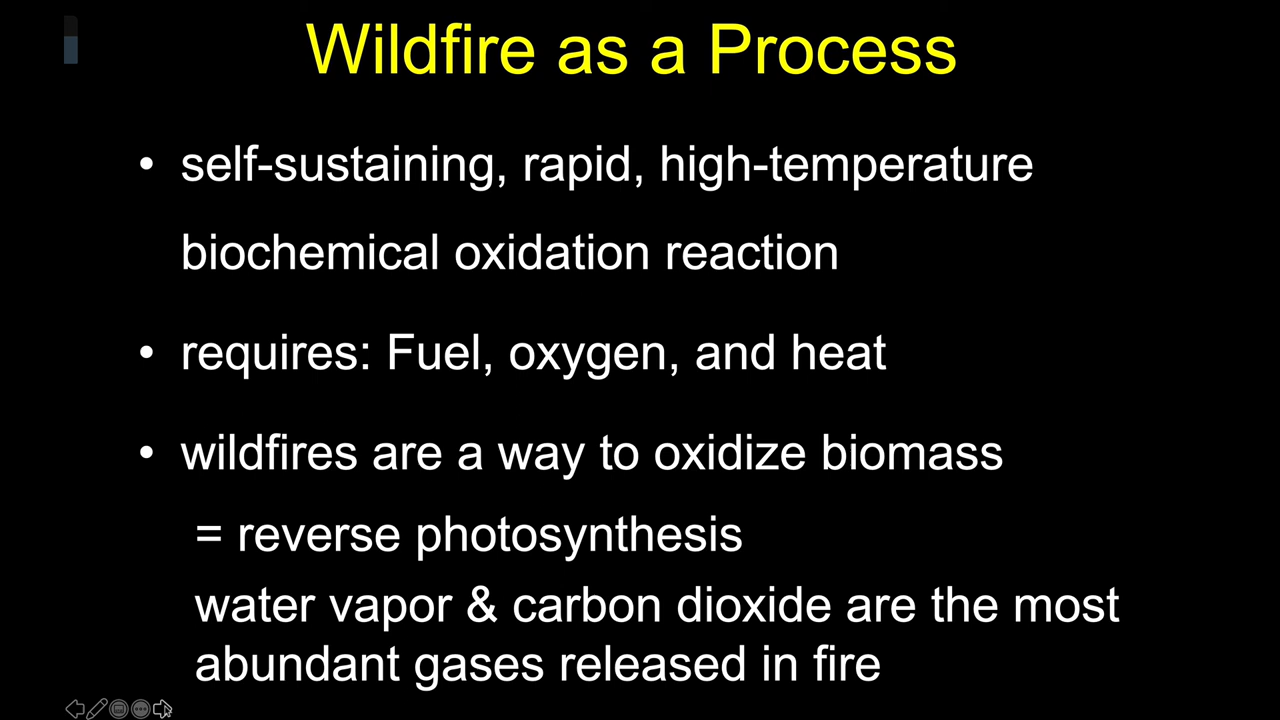 Wildfire as a Process
• self-sustaining, rapid, high-temperature
biochemical oxidation reaction
• requires: Fuel, oxygen, and heat
• wildfires are a way to oxidize biomass
= reverse photosynthesis
water vapor & carbon dioxide are the most
abundant gases released in fire